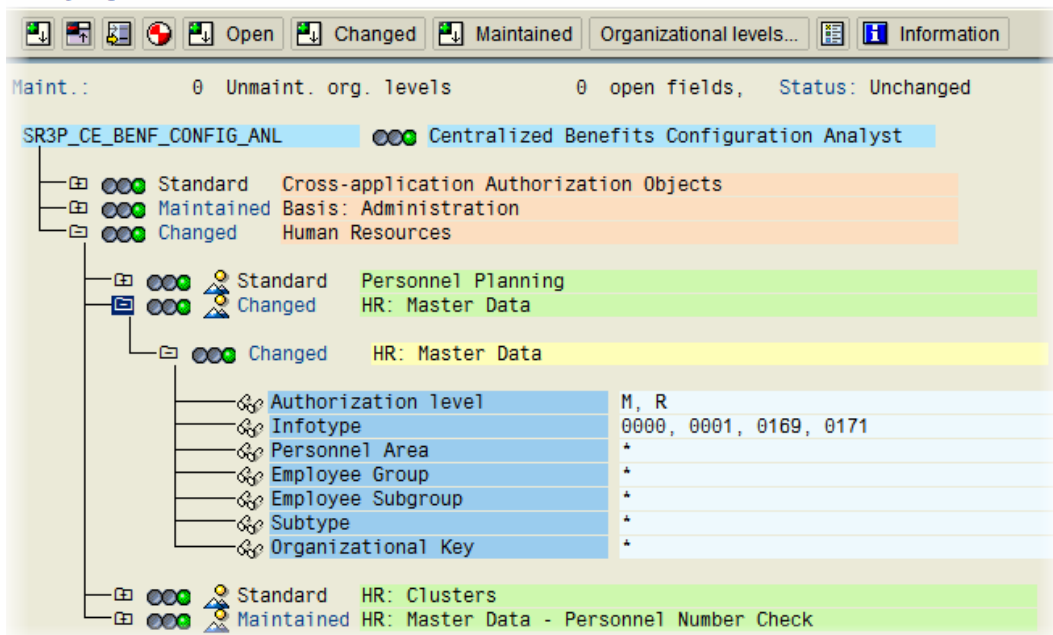 Open Changed Maintained Organizational levels... Information
Maint.: 0 Unmaint. org. levels 0 open fields, Status: Unchanged
SR3P_CE_BENF_CONFIG_ANL Centralized Benefits Configuration Analyst
Standard Cross-application Authorization Objects
Maintained Basis: Administration
Changed Human Resources
Standard Personnel Planning
Changed HR: Master Data
Changed HR: Master Data
Authorization level M, R
Infotype 0000, 0001, 0169, 0171
Personnel Area *
Employee Group *
Employee Subgroup *
Subtype *
Organizational Key *
Standard HR: Clusters
Maintained HR: Master Data - Personnel Number Check